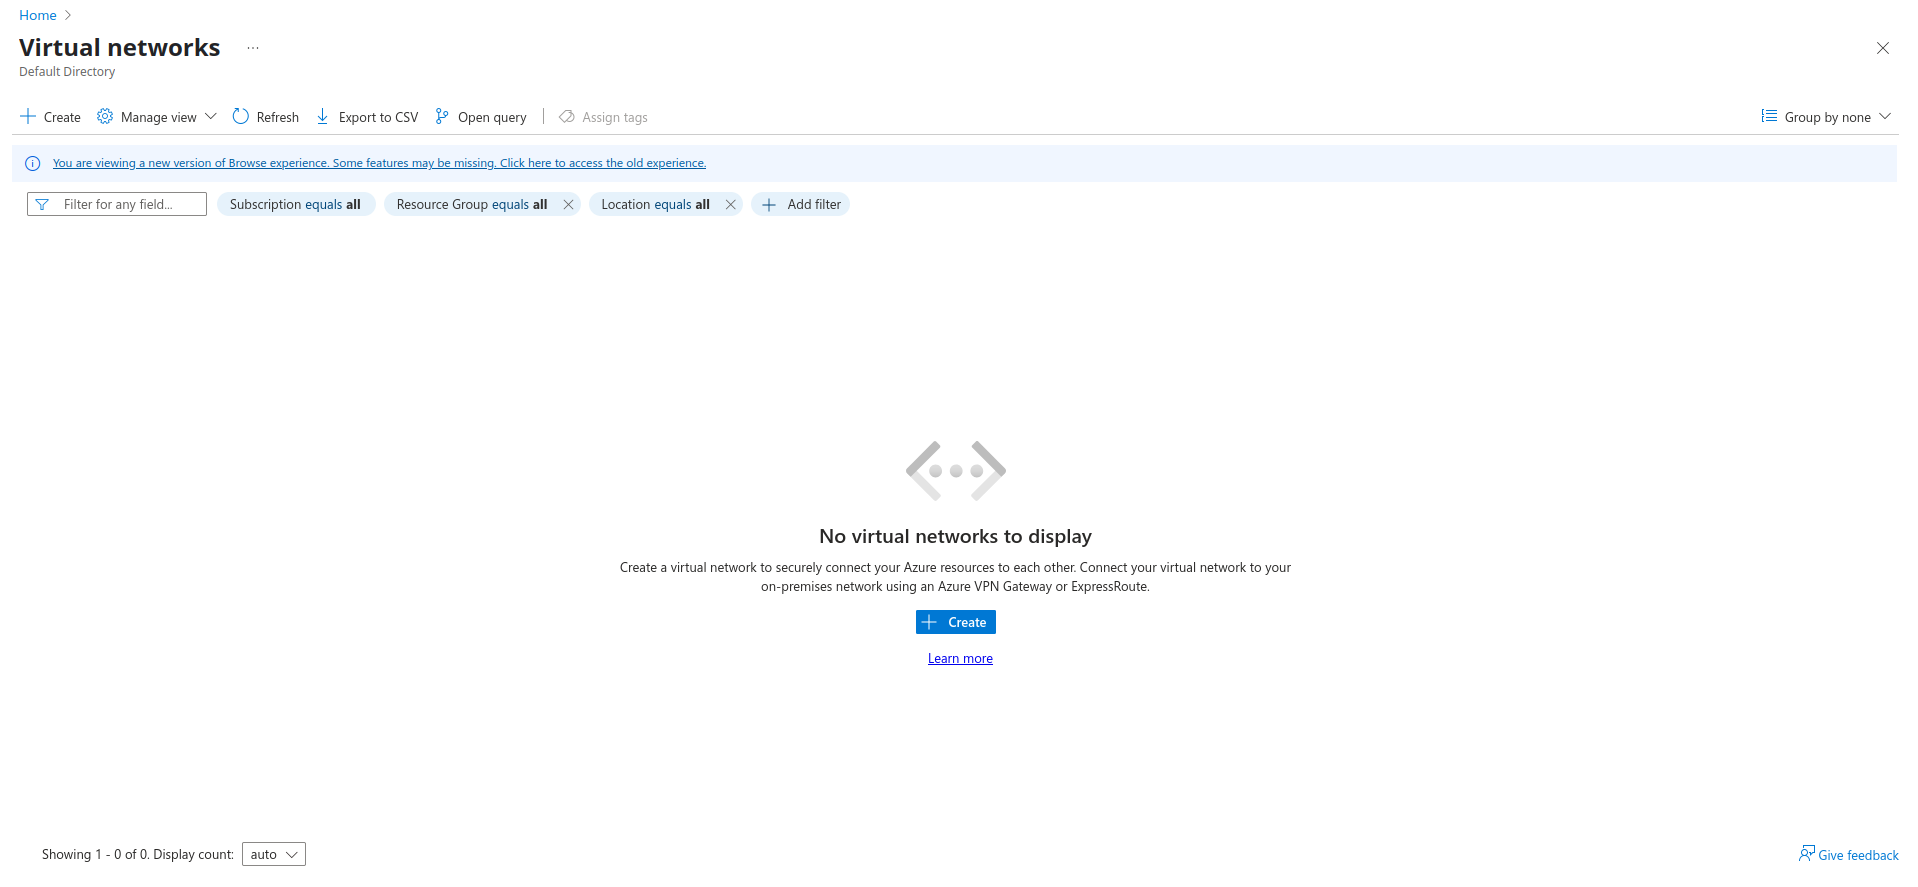 Home
Virtual networks ...
Default Directory
Create Manage view Refresh Export to CSV Open query Assign tags Group by none
You are viewing a new version of Browse experience. Some features may be missing. Click here to access the old experience.
Filter for any field... Subscription equals all Resource Group equals all Location equals all Add filter
No virtual networks to display
Create a virtual network to securely connect your Azure resources to each other. Connect your virtual network to your
on-premises network using an Azure VPN Gateway or ExpressRoute.
Create
Learn more
Showing 1 - 0 of 0. Display count: auto Give feedback